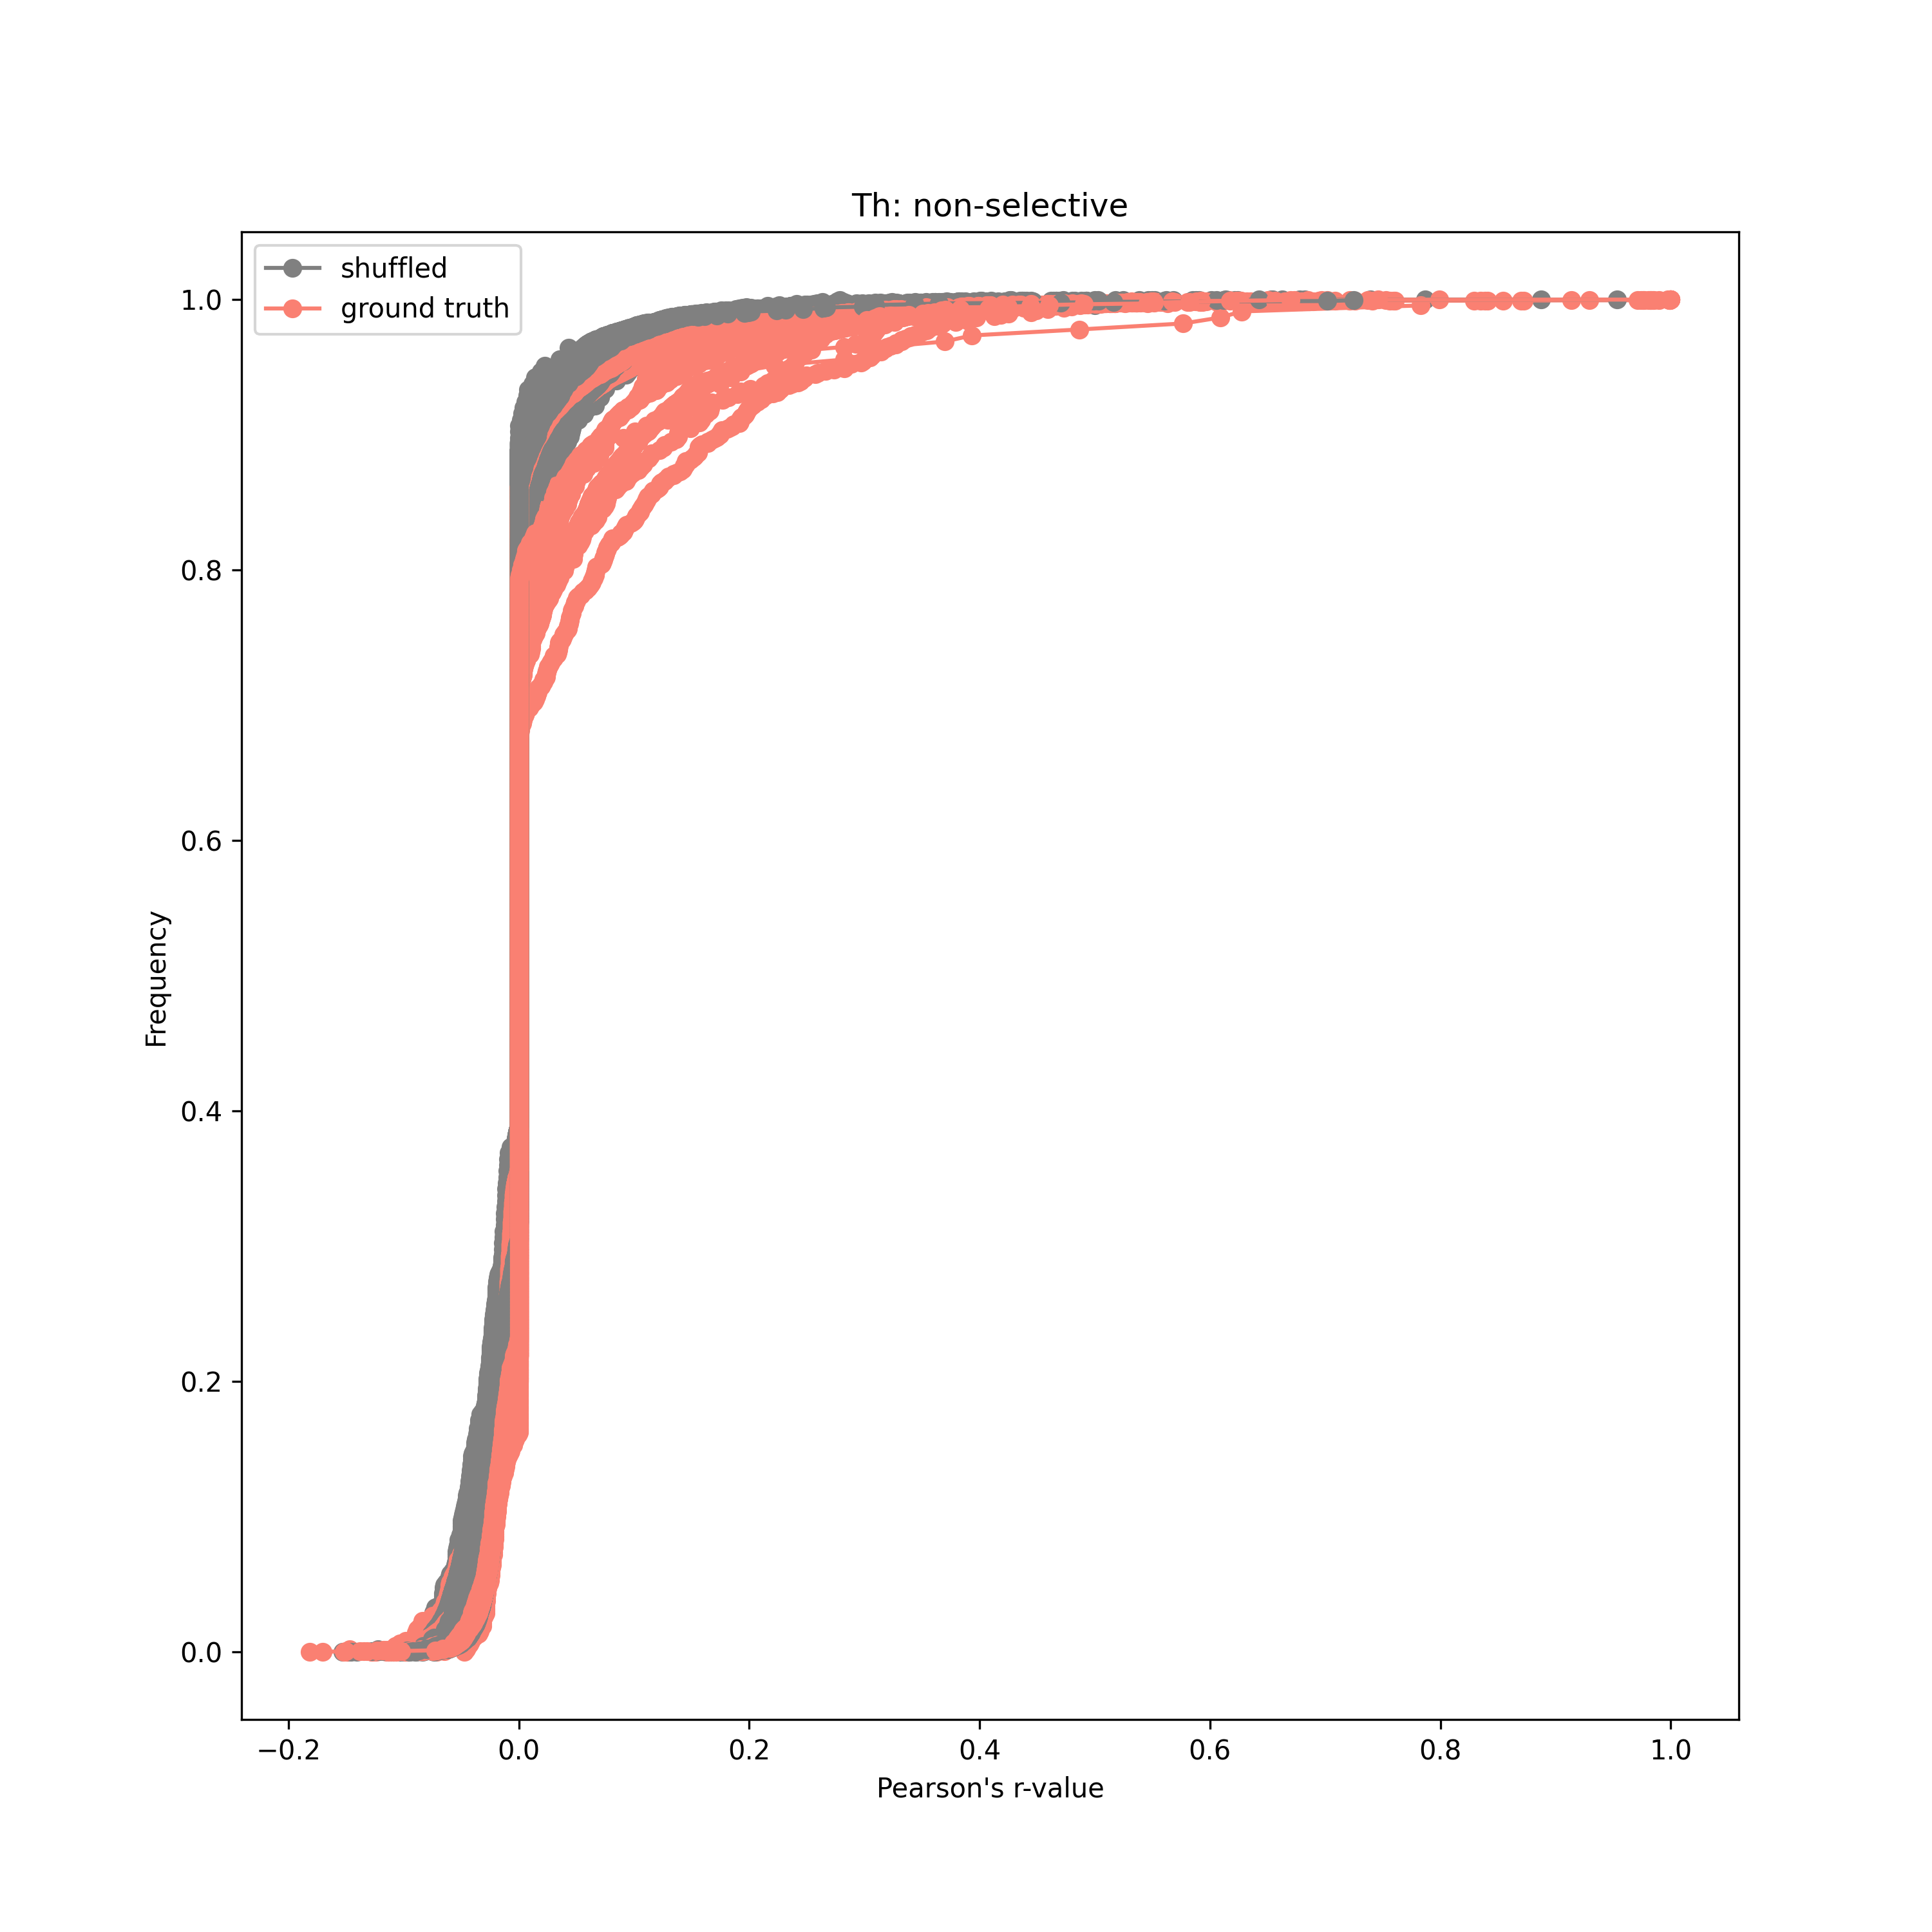 Th: non-selective
shuffled
ground truth
1.0
0.8
0.6
0.4
0.2
0.0
Frequency
−0.2 0.0 0.2 0.4 0.6 0.8 1.0
Pearson's r-value